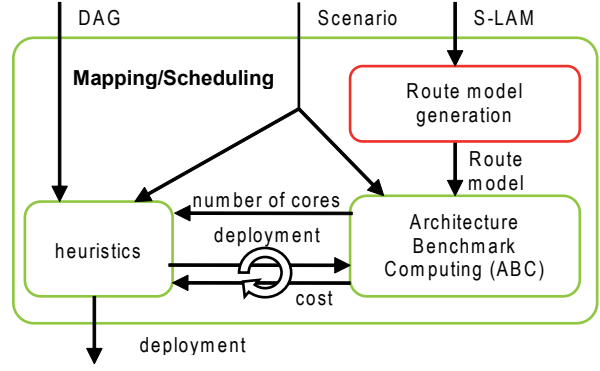 DAG
Scenario
S-LAM
Mapping/Scheduling
Route model
generation
Route
model
number of cores
heuristics
deployment
Architecture
Benchmark
Computing (ABC)
cost
deployment